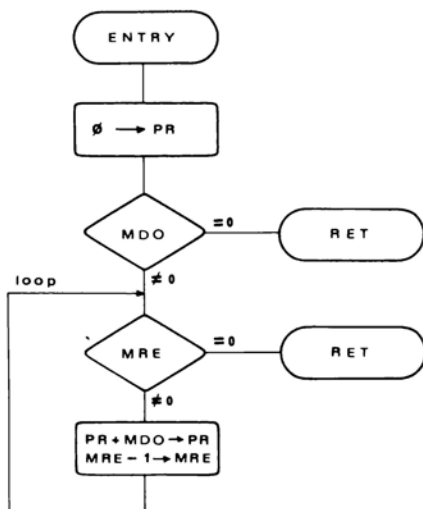 ENTRY
Ø → PR
MDO
=0
RET
≠0
loop
MRE
=0
RET
≠0
PR+MDO→PR
MRE-1→MRE